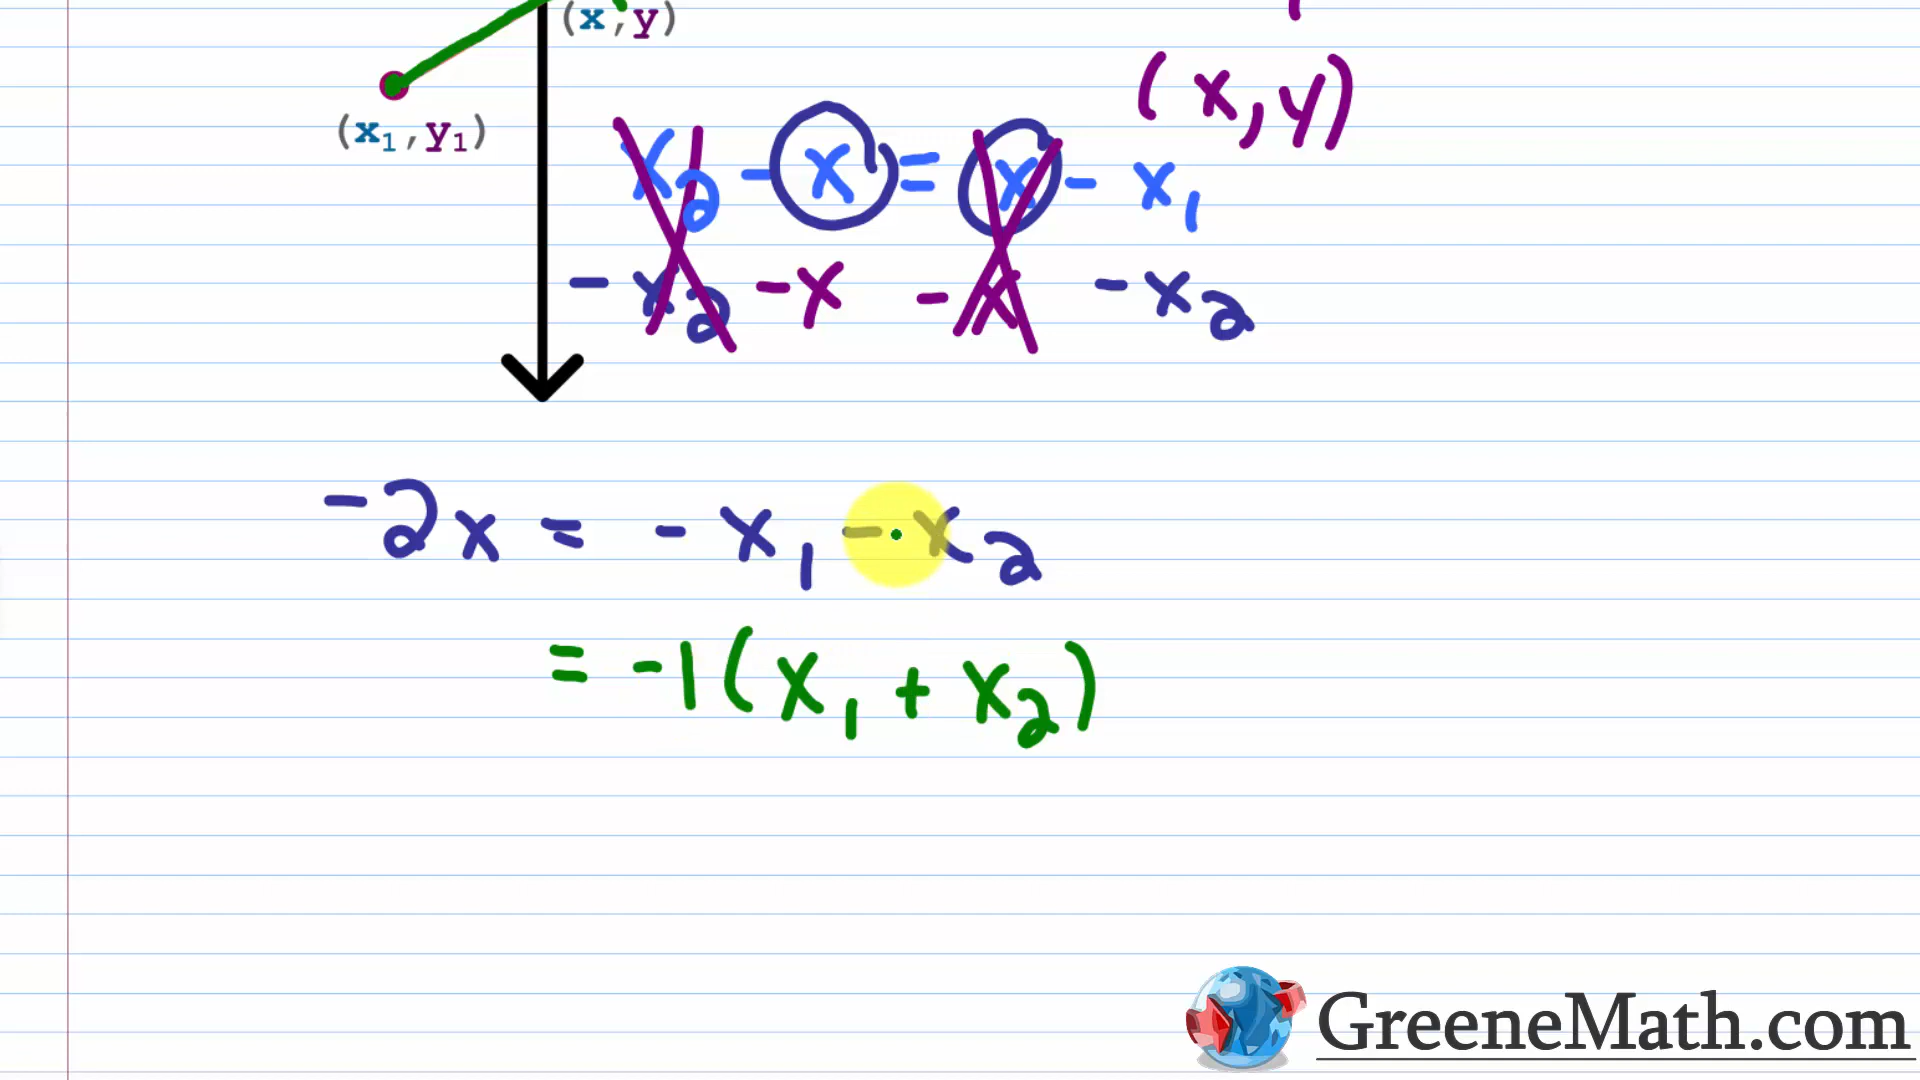 (x,y)
(x, y)
(x₁,y₁)
x₂ - x = x - x₁
- x₂ - x - x - x₂
-2x = - x₁ - x₂
= -1(x₁ + x₂)
GreeneMath.com